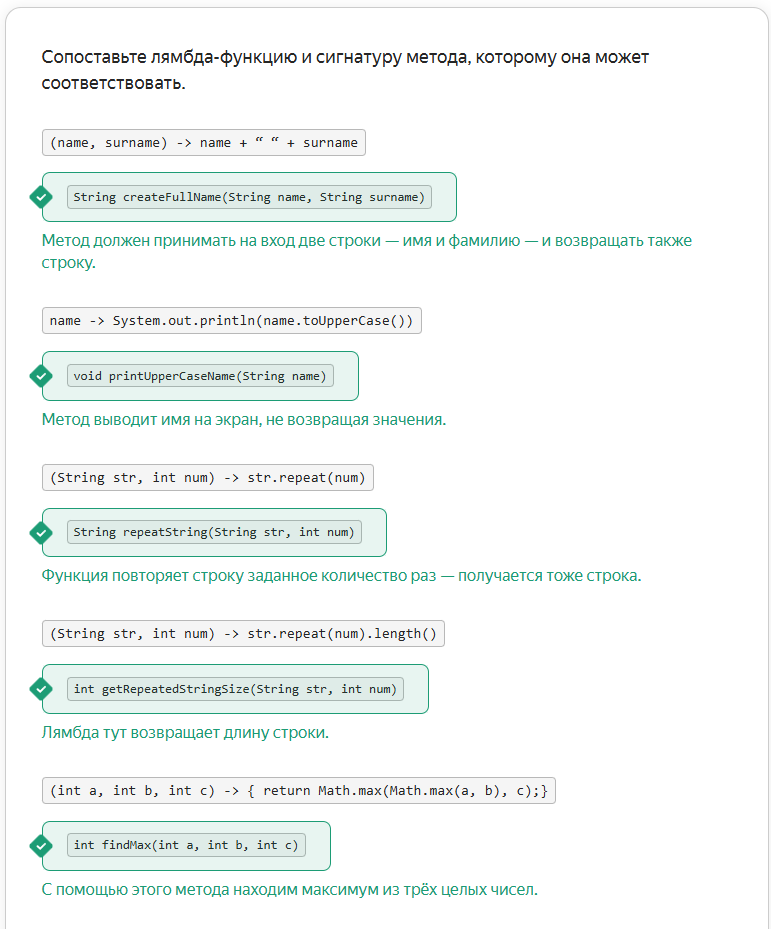 Сопоставьте лямбда-функцию и сигнатуру метода, которому она может
соответствовать.
(name, surname) -> name + “ “ + surname
String createFullName(String name, String surname)
Метод должен принимать на вход две строки — имя и фамилию — и возвращать также
строку.
name -> System.out.println(name.toUpperCase())
void printUpperCaseName(String name)
Метод выводит имя на экран, не возвращая значения.
(String str, int num) -> str.repeat(num)
String repeatString(String str, int num)
Функция повторяет строку заданное количество раз — получается тоже строка.
(String str, int num) -> str.repeat(num).length()
int getRepeatedStringSize(String str, int num)
Лямбда тут возвращает длину строки.
(int a, int b, int c) -> { return Math.max(Math.max(a, b), c);}
int findMax(int a, int b, int c)
С помощью этого метода находим максимум из трёх целых чисел.